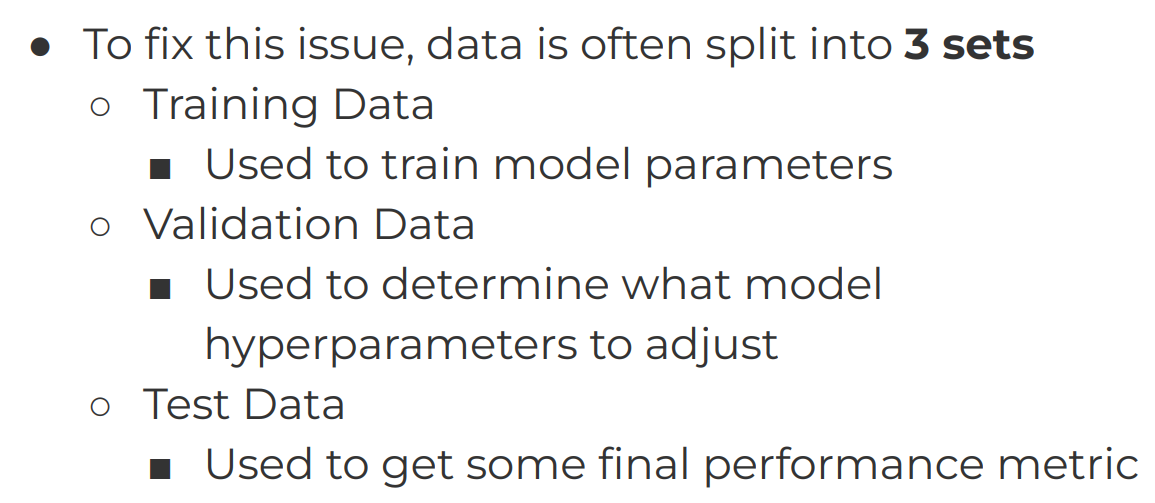 ● To fix this issue, data is often split into 3 sets
○ Training Data
■ Used to train model parameters
○ Validation Data
■ Used to determine what model
hyperparameters to adjust
○ Test Data
■ Used to get some final performance metric